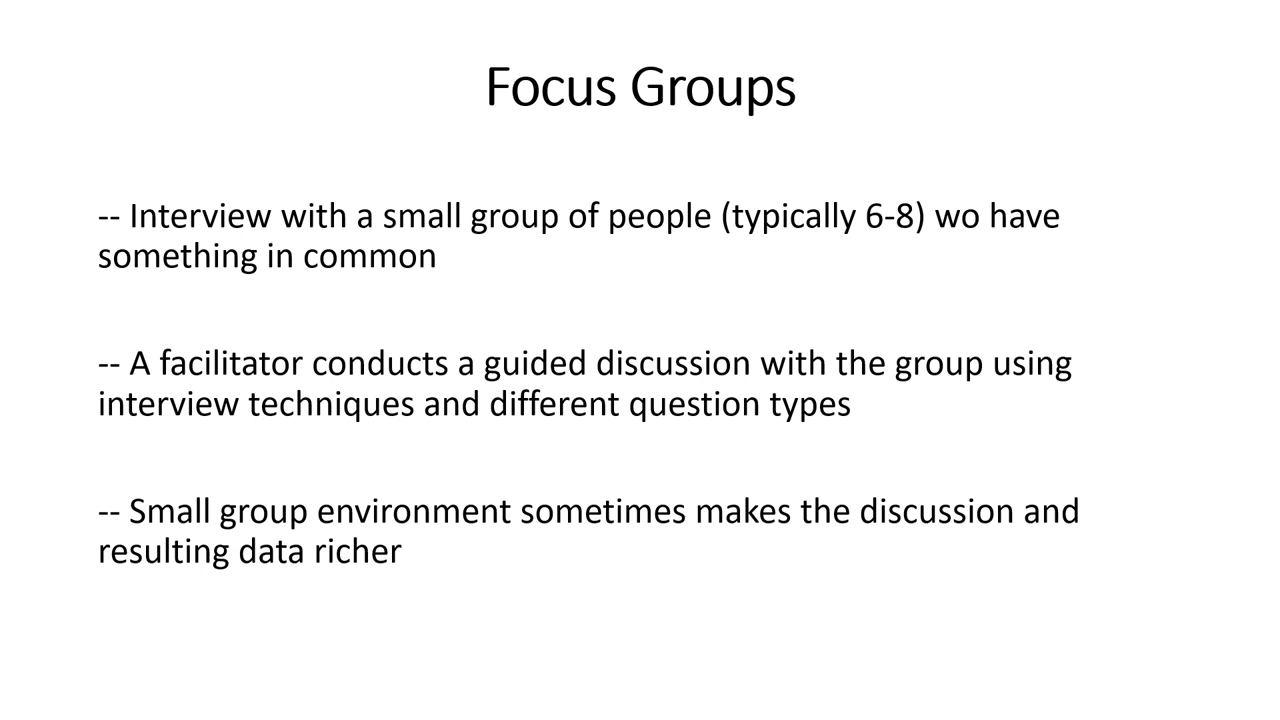 Focus Groups
-- Interview with a small group of people (typically 6-8) wo have
something in common
-- A facilitator conducts a guided discussion with the group using
interview techniques and different question types
-- Small group environment sometimes makes the discussion and
resulting data richer